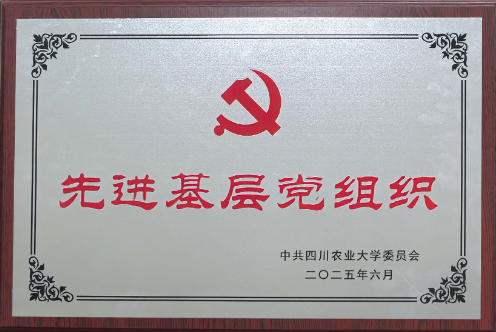 先进基层党组织
中共四川农业大学委员会
二〇二五年六月